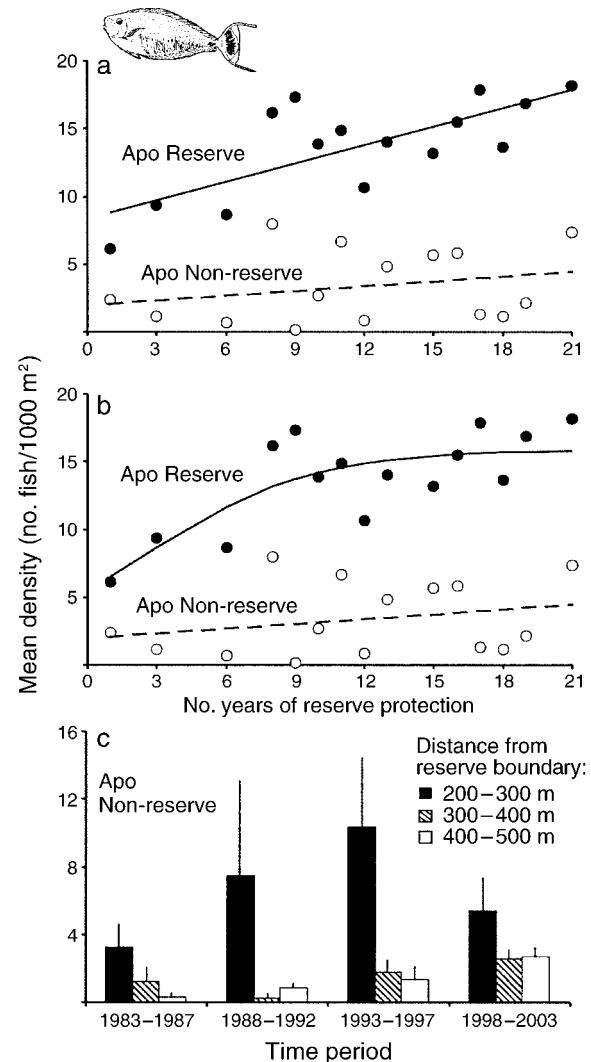 a
20
15
10
5
Apo Reserve
Apo Non-reserve
0 3 6 9 12 15 18 21
Mean density (no. fish/1000 m²)
b
20
15
10
5
Apo Reserve
Apo Non-reserve
0 3 6 9 12 15 18 21
No. years of reserve protection
c
16
12
8
4
Apo
Non-reserve
Distance from
reserve boundary:
200–300 m
300–400 m
400–500 m
1983–1987 1988–1992 1993–1997 1998–2003
Time period